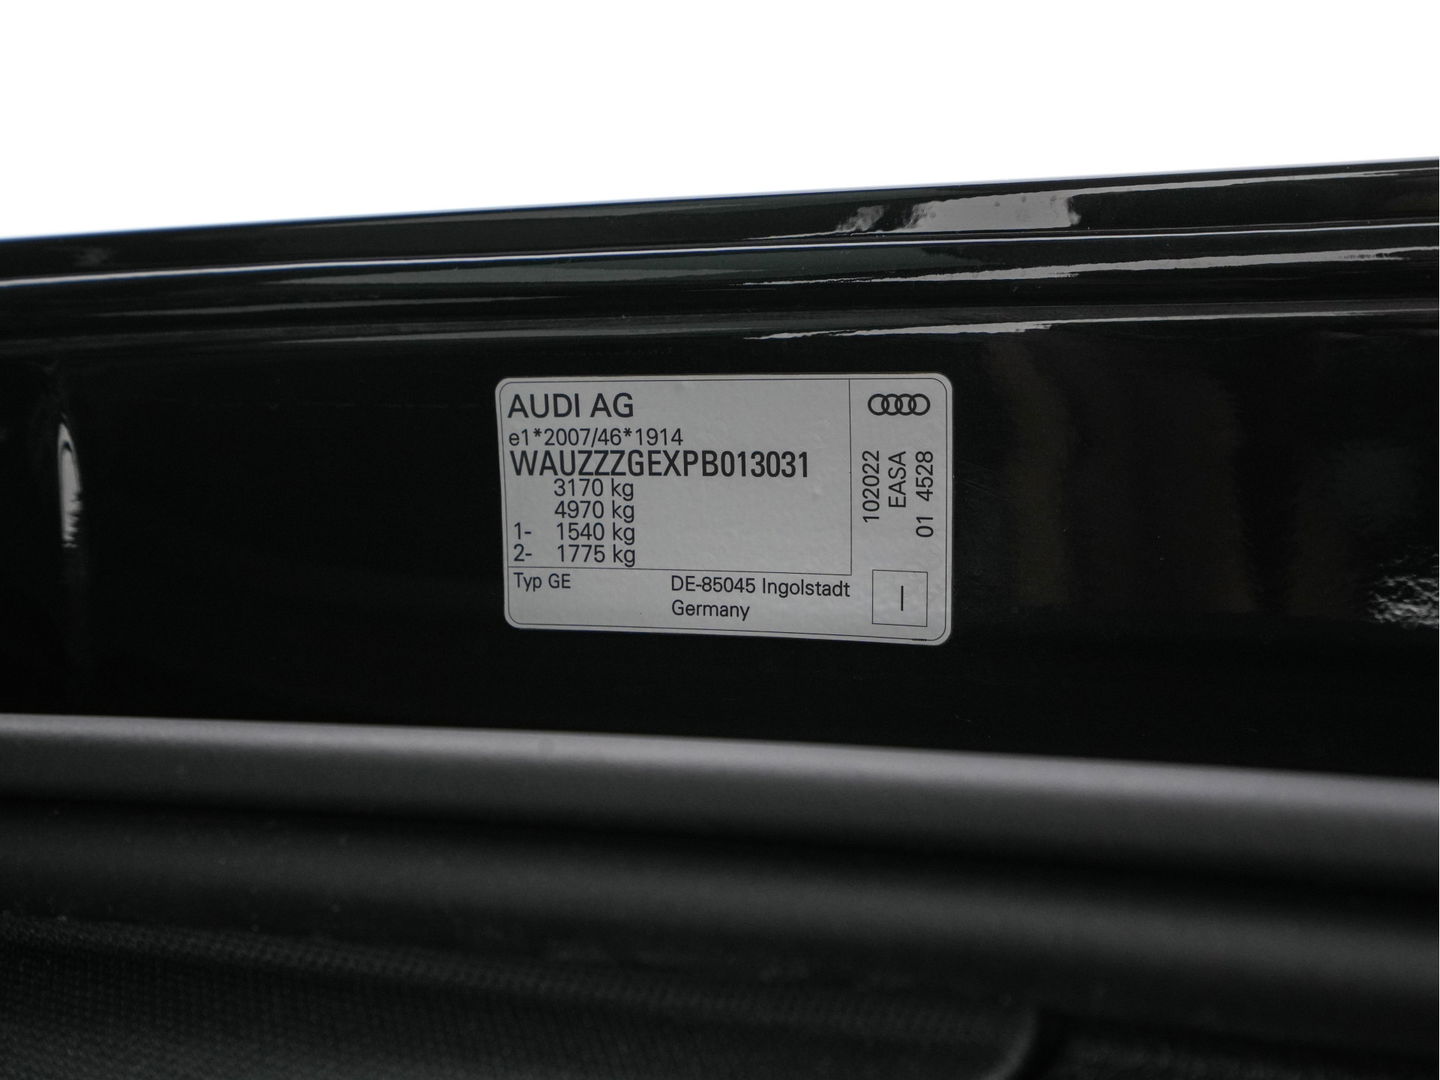 AUDI AG
e1*2007/46*1914
WAUZZZGEXPB013031
3170 kg
4970 kg
1- 1540 kg
2- 1775 kg
Typ GE
DE-85045 Ingolstadt
Germany
102022
EASA
01 4528
I